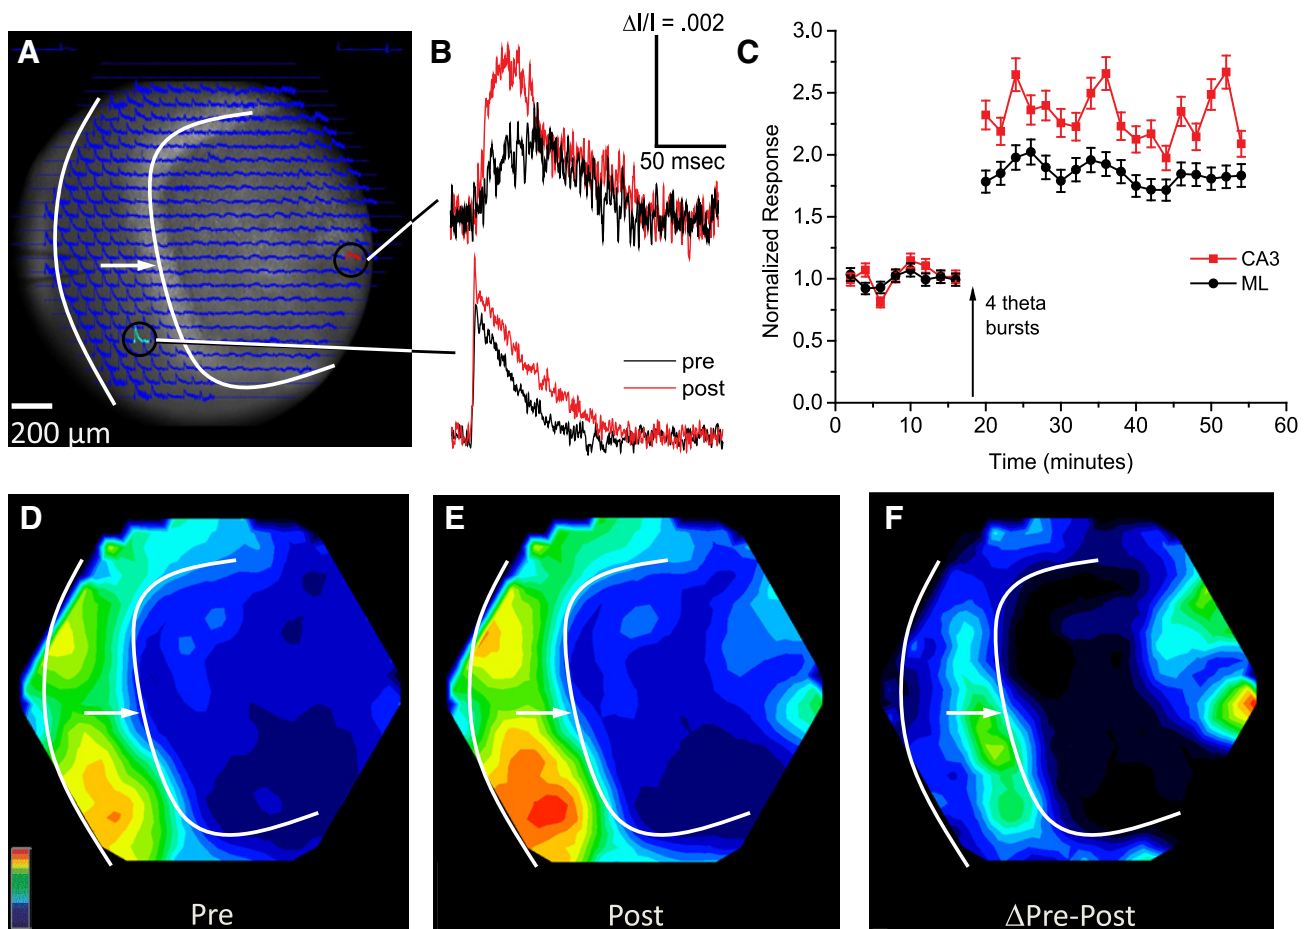 A
200 µm
B
ΔI/I = .002
50 msec
pre
post
C
3.0
2.5
2.0
1.5
1.0
0.5
0.0
Normalized Response
0
10
20
30
40
50
60
Time (minutes)
4 theta
bursts
CA3
ML
D
Pre
E
Post
F
ΔPre-Post